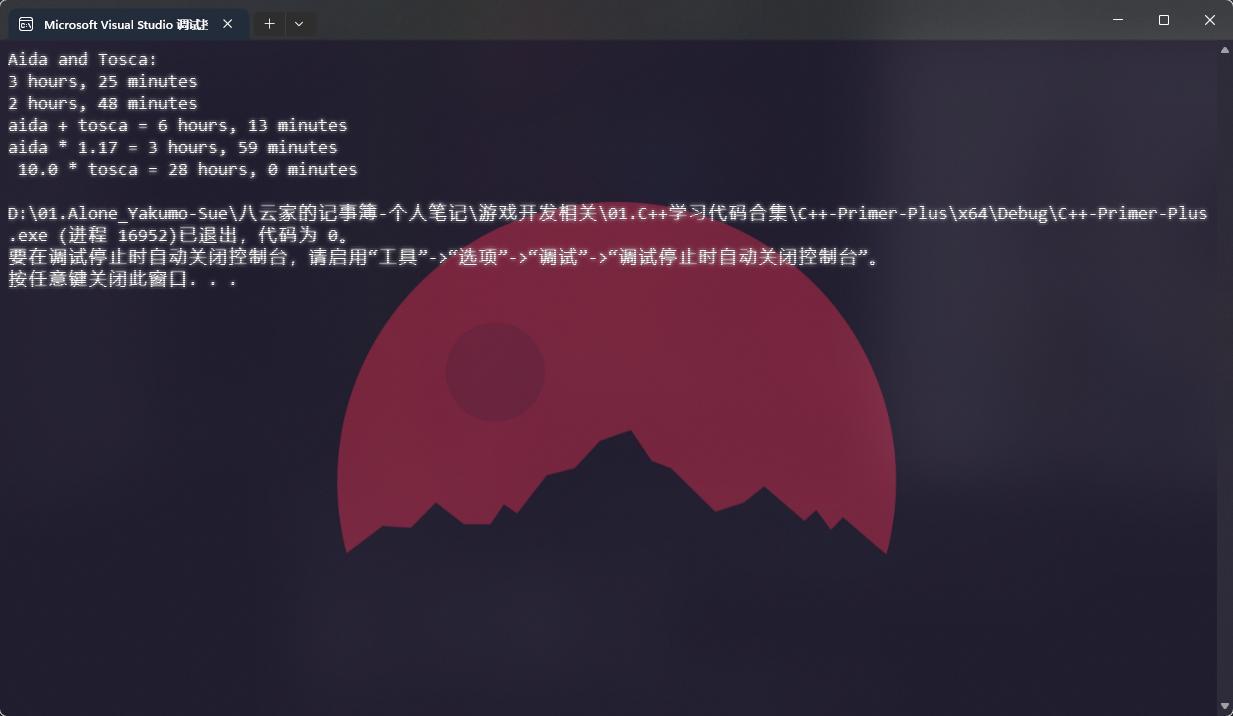 Microsoft Visual Studio 调试
Aida and Tosca:
3 hours, 25 minutes
2 hours, 48 minutes
aida + tosca = 6 hours, 13 minutes
aida * 1.17 = 3 hours, 59 minutes
 10.0 * tosca = 28 hours, 0 minutes
D:\01.Alone_Yakumo-Sue\八云家的记事簿-个人笔记\游戏开发相关\01.C++学习代码合集\C++-Primer-Plus\x64\Debug\C++-Primer-Plus
.exe (进程 16952)已退出，代码为 0。
要在调试停止时自动关闭控制台，请启用“工具”->“选项”->“调试”->“调试停止时自动关闭控制台”。
按任意键关闭此窗口. . .